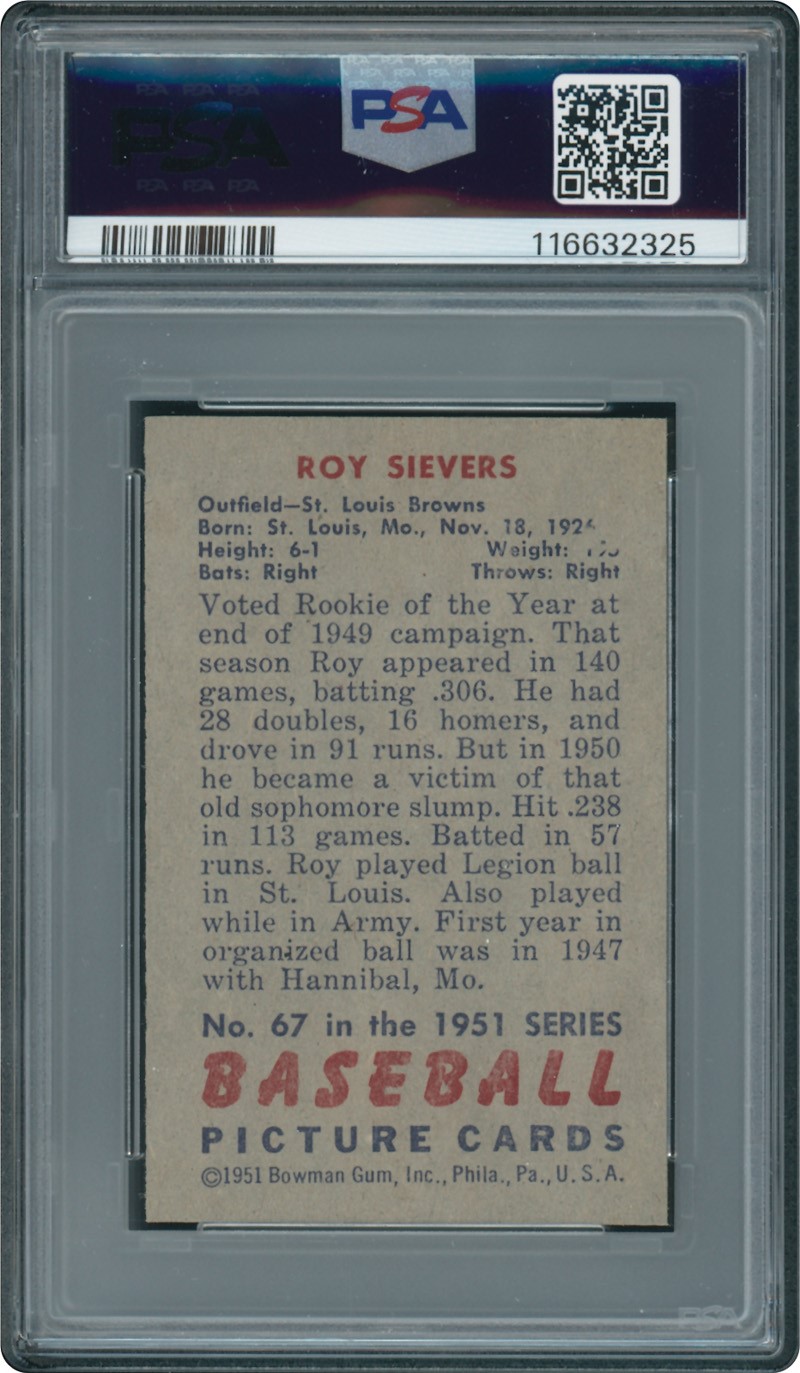 PSA
PSA
116632325
ROY SIEVERS
Outfield—St. Louis Browns
Born: St. Louis, Mo., Nov. 18,
Height: 6-1 Weight:
Bats: Right Throws: Right
Voted Rookie of the Year at
end of 1949 campaign. That
season Roy appeared in 140
games, batting .306. He had
28 doubles, 16 homers, and
drove in 91 runs. But in 1950
he became a victim of that
old sophomore slump. Hit .238
in 113 games. Batted in 57
runs. Roy played Legion ball
in St. Louis. Also played
while in Army. First year in
organized ball was in 1947
with Hannibal, Mo.
No. 67 in the 1951 SERIES
BASEBALL
PICTURE CARDS
©1951 Bowman Gum, Inc., Phila., Pa., U. S. A.
PSA